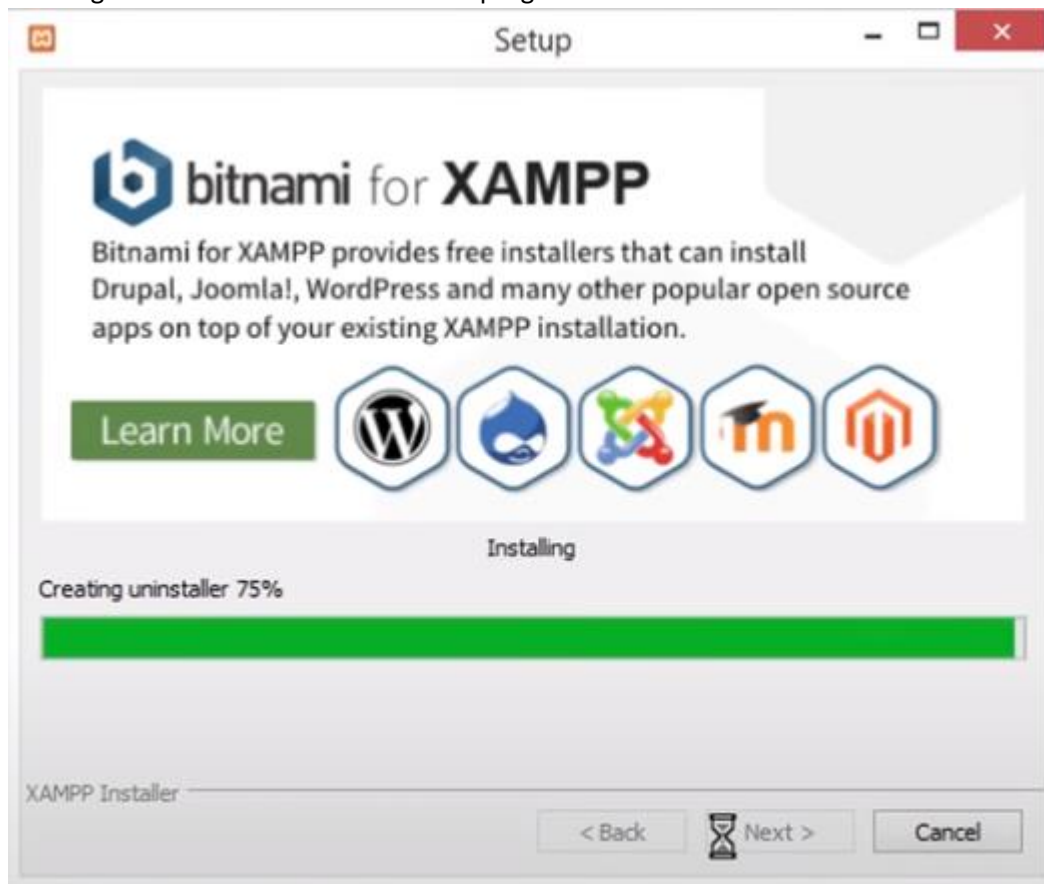 Setup
bitnami for XAMPP
Bitnami for XAMPP provides free installers that can install
Drupal, Joomla!, WordPress and many other popular open source
apps on top of your existing XAMPP installation.
Learn More
Installing
Creating uninstaller 75%
XAMPP Installer
< Back
Next >
Cancel